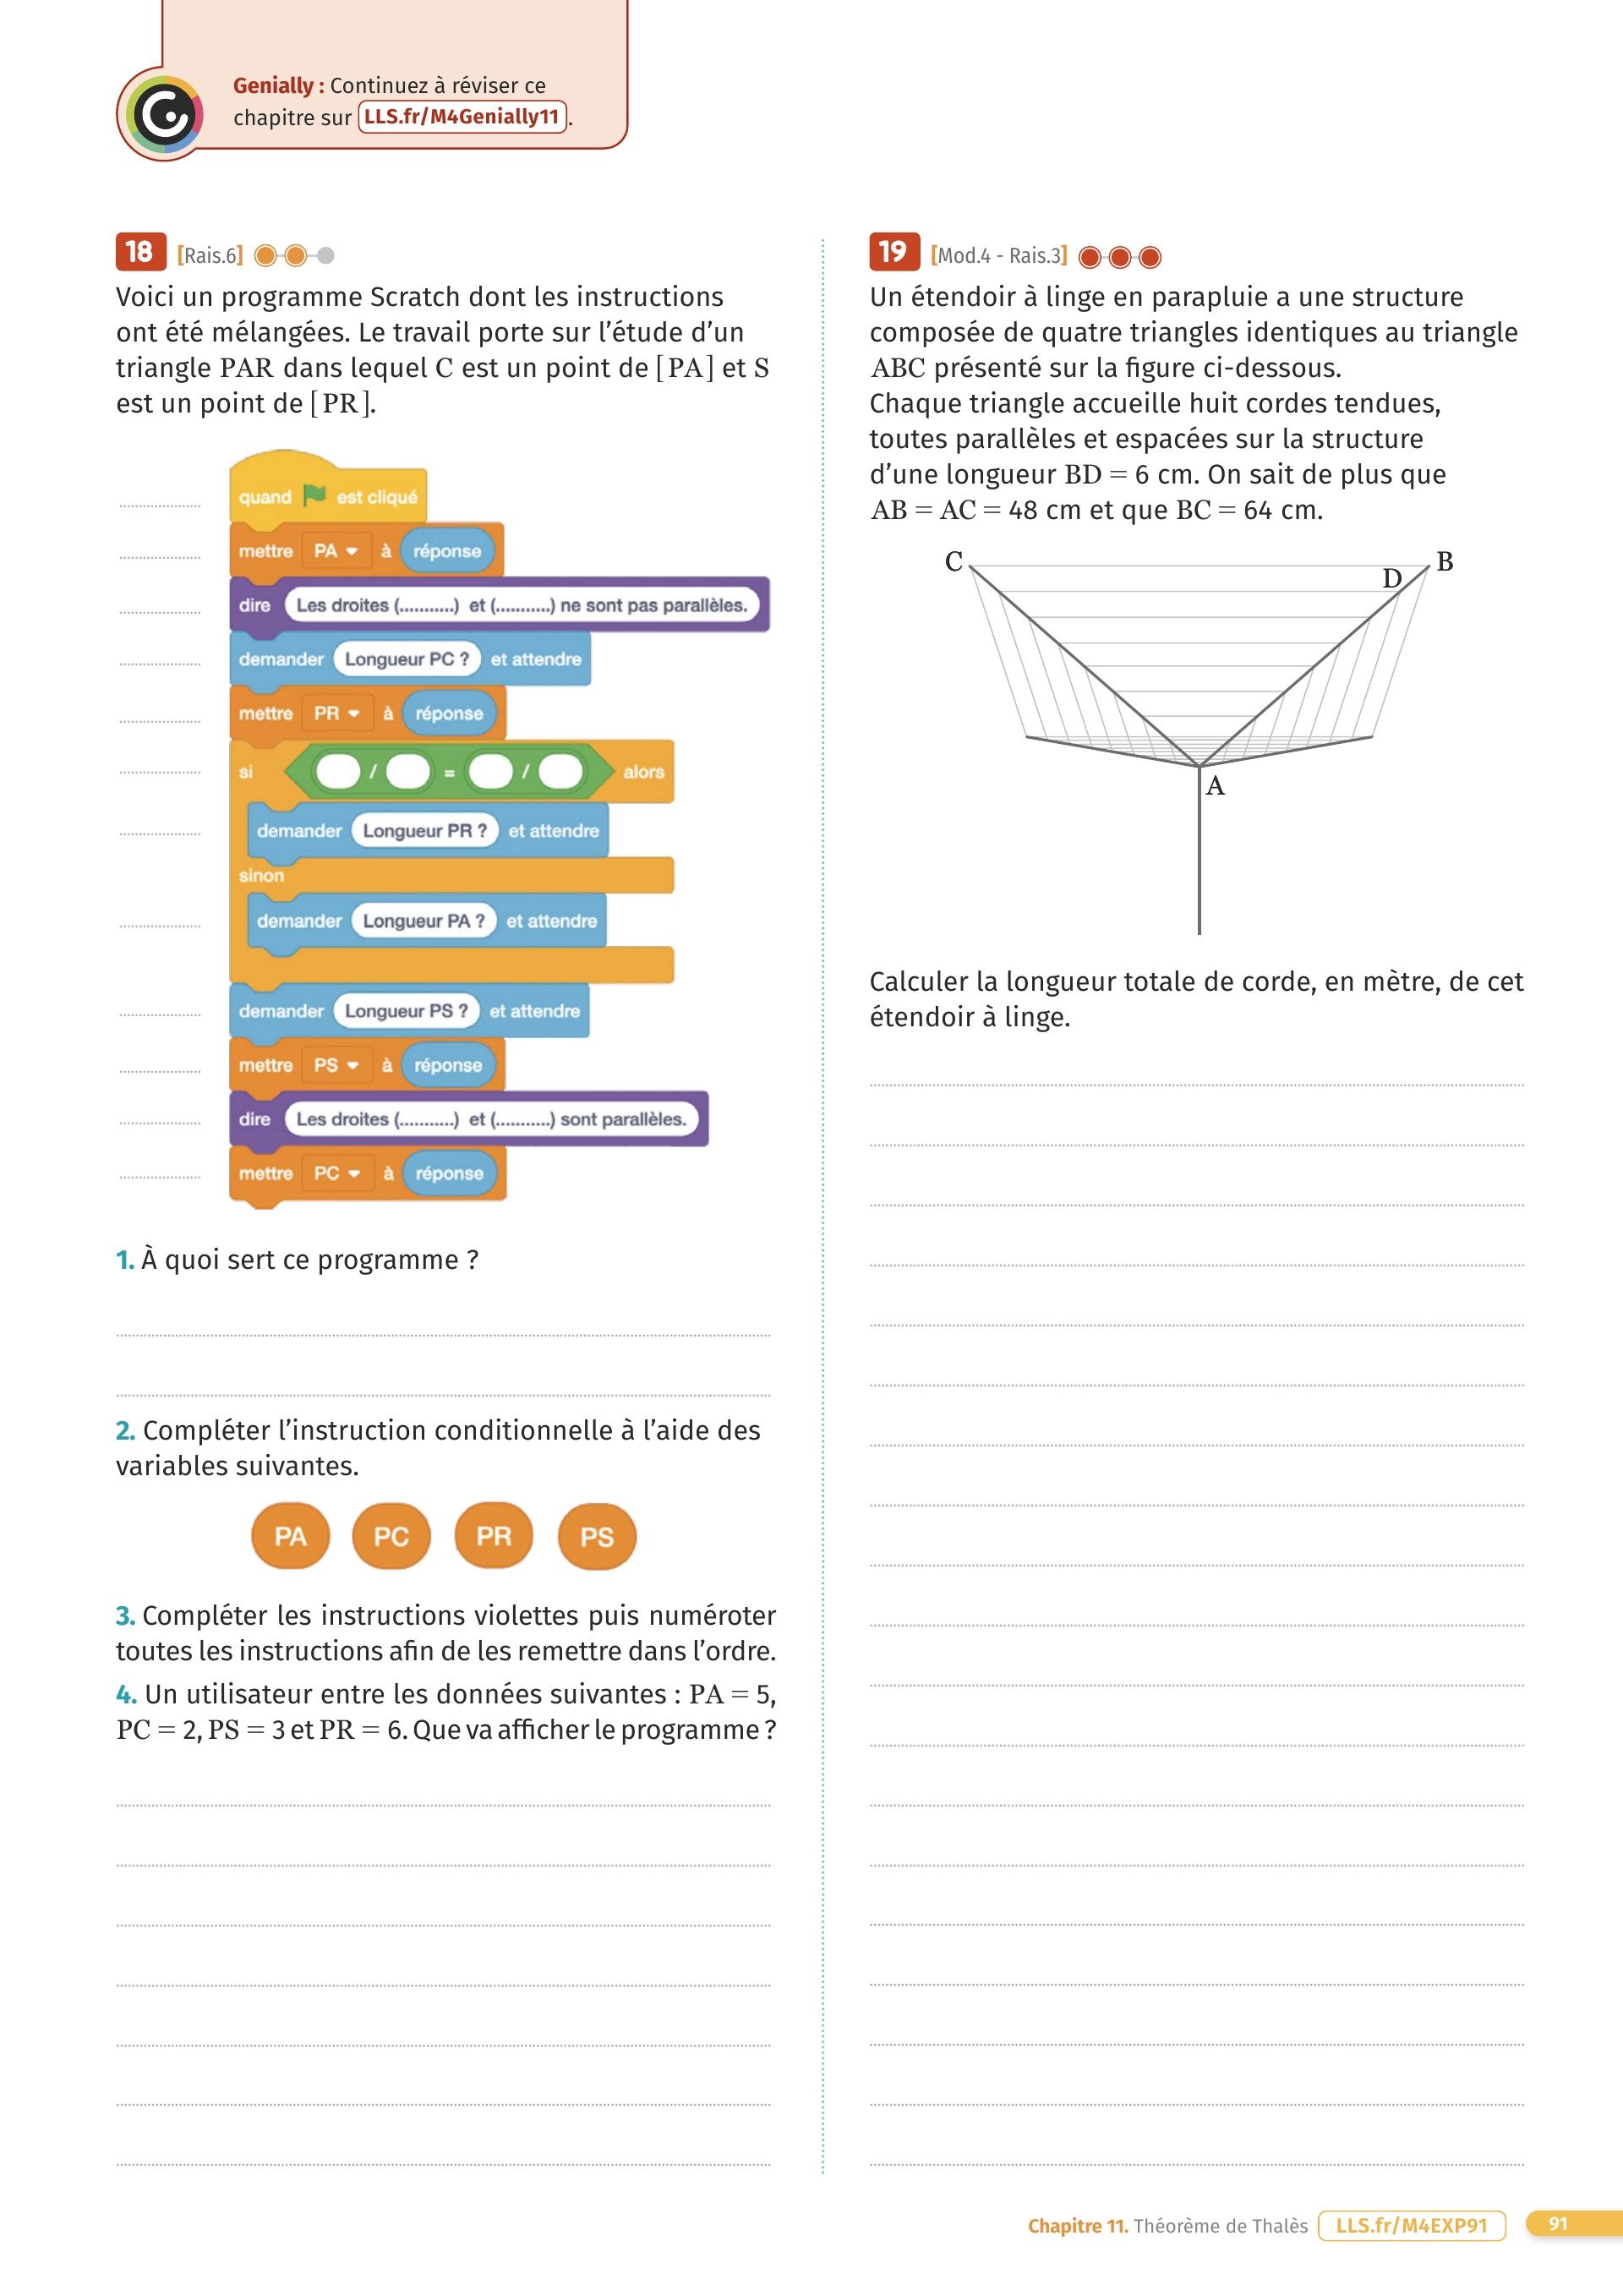 Genially : Continuez à réviser ce
chapitre sur LLS.fr/M4Genially11.
18 [Rais.6]
Voici un programme Scratch dont les instructions
ont été mélangées. Le travail porte sur l’étude d’un
triangle PAR dans lequel C est un point de [PA] et S
est un point de [PR].
quand est cliqué
mettre PA à réponse
dire Les droites (...........) et (...........) ne sont pas parallèles.
demander Longueur PC ? et attendre
mettre PR à réponse
si / = / alors
demander Longueur PR ? et attendre
sinon
demander Longueur PA ? et attendre
demander Longueur PS ? et attendre
mettre PS à réponse
dire Les droites (...........) et (...........) sont parallèles.
mettre PC à réponse
1. À quoi sert ce programme ?
2. Compléter l’instruction conditionnelle à l’aide des
variables suivantes.
PA PC PR PS
3. Compléter les instructions violettes puis numéroter
toutes les instructions afin de les remettre dans l’ordre.
4. Un utilisateur entre les données suivantes : PA = 5,
PC = 2, PS = 3 et PR = 6. Que va afficher le programme ?
19 [Mod.4 - Rais.3]
Un étendoir à linge en parapluie a une structure
composée de quatre triangles identiques au triangle
ABC présenté sur la figure ci-dessous.
Chaque triangle accueille huit cordes tendues,
toutes parallèles et espacées sur la structure
d’une longueur BD = 6 cm. On sait de plus que
AB = AC = 48 cm et que BC = 64 cm.
C
B
D
A
Calculer la longueur totale de corde, en mètre, de cet
étendoir à linge.
Chapitre 11. Théorème de Thalès LLS.fr/M4EXP91 91